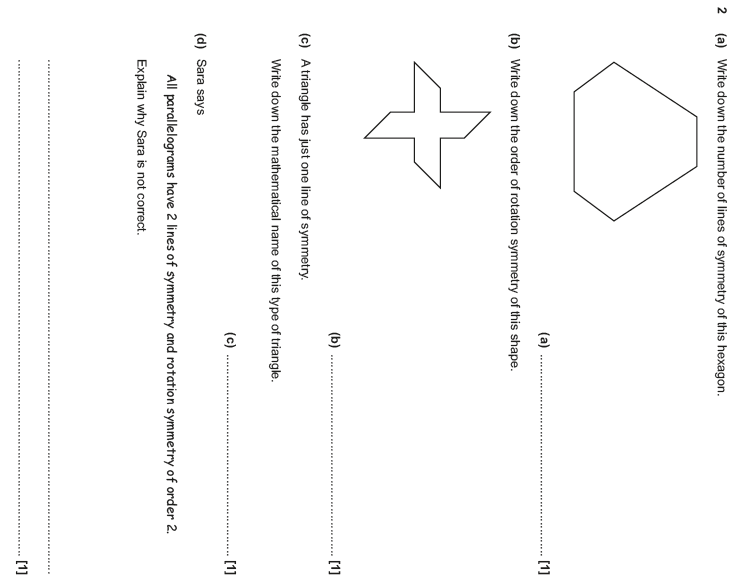 2 (a) Write down the number of lines of symmetry of this hexagon.
(a) ........................................................ [1]
(b) Write down the order of rotation symmetry of this shape.
(b) ........................................................ [1]
(c) A triangle has just one line of symmetry.
Write down the mathematical name of this type of triangle.
(c) ........................................................ [1]
(d) Sara says
All parallelograms have 2 lines of symmetry and rotation symmetry of order 2.
Explain why Sara is not correct.
........................................................
........................................................ [1]